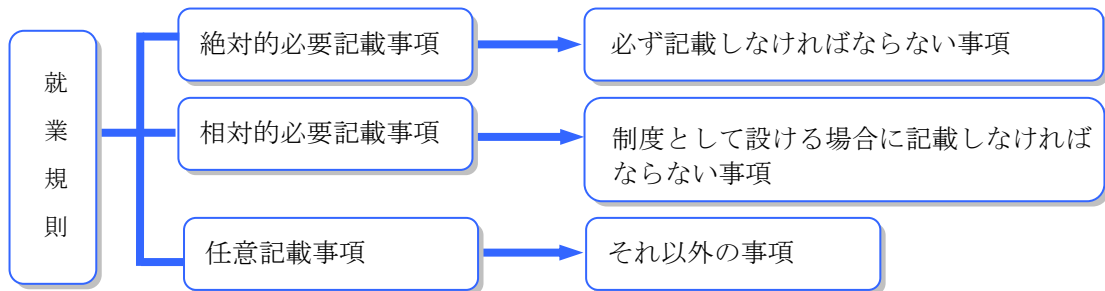 就業規則
絶対的必要記載事項
必ず記載しなければならない事項
相対的必要記載事項
制度として設ける場合に記載しなければ
ならない事項
任意記載事項
それ以外の事項